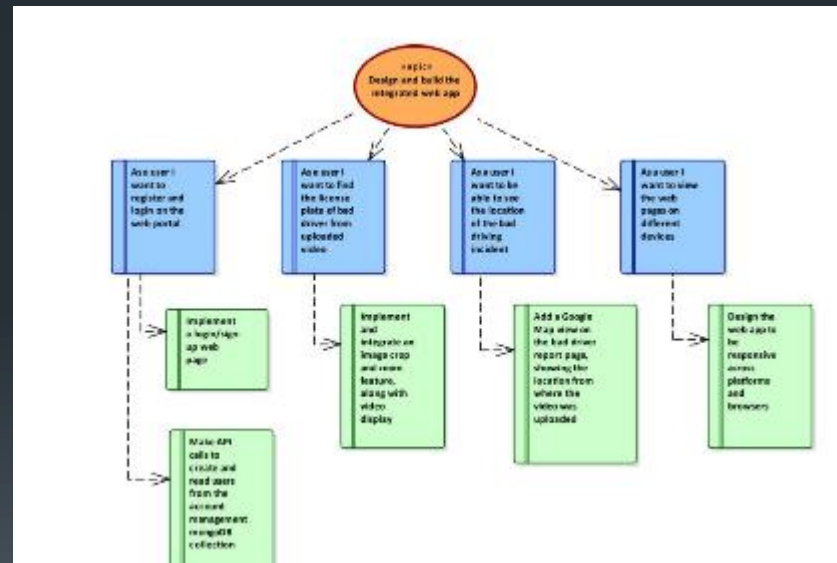 «epic»
Design and build the
integrated web app
As a user I
want to
register and
login on the
web portal
As a user I
want to find
the license
plate of bad
driver from
uploaded
video
As a user I
want to be
able to see
the location
of the bad
driving
incident
As a user I
want to view
the web
pages on
different
devices
Implement
a login/sign
up web
page
Implement
and
integrate an
image crop
and zoom
feature,
along with
video
display
Add a Google
Map view on
the bad driver
report page,
showing the
location from
where the
video was
uploaded
Design the
web app to
be
responsive
across
platforms
and
browsers
Make API
calls to
create and
read users
from the
account
management
mongoDB
collection